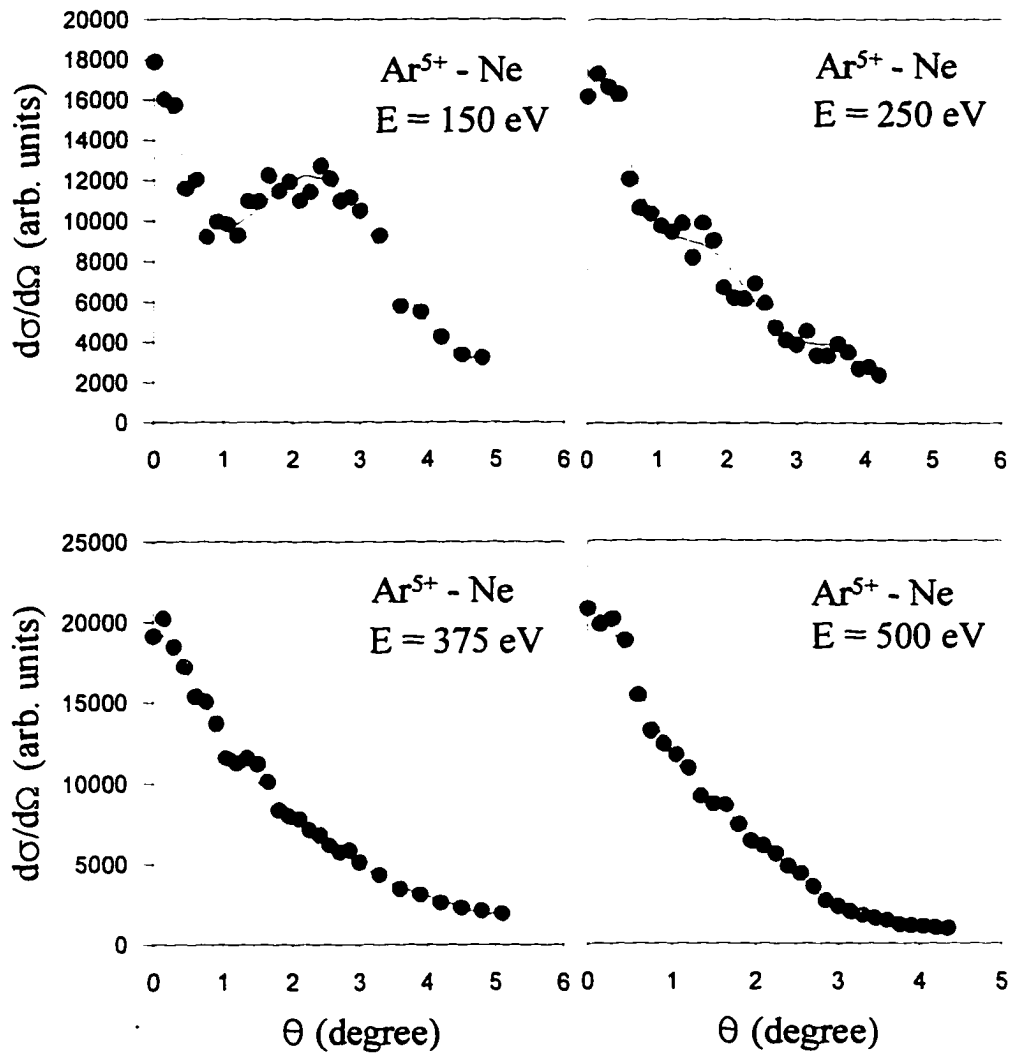 20000
18000
16000
14000
12000
10000
8000
6000
4000
2000
0
dσ/dΩ (arb. units)
Ar⁵⁺ - Ne
E = 150 eV
0 1 2 3 4 5 6
Ar⁵⁺ - Ne
E = 250 eV
0 1 2 3 4 5 6
25000
20000
15000
10000
5000
0
dσ/dΩ (arb. units)
Ar⁵⁺ - Ne
E = 375 eV
0 1 2 3 4 5 6
θ (degree)
Ar⁵⁺ - Ne
E = 500 eV
0 1 2 3 4 5
θ (degree)